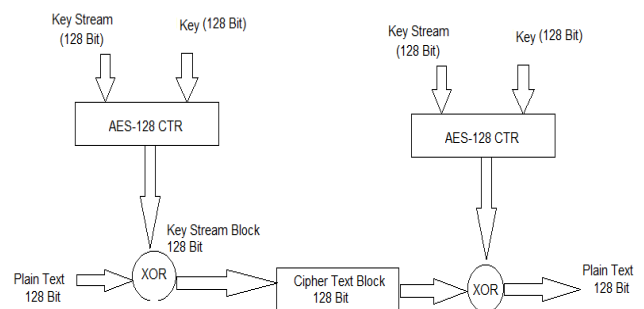 Key Stream
(128 Bit)
Key (128 Bit)
AES-128 CTR
Key Stream Block
128 Bit
Plain Text
128 Bit
XOR
Cipher Text Block
128 Bit
Key Stream
(128 Bit)
Key (128 Bit)
AES-128 CTR
XOR
Plain Text
128 Bit